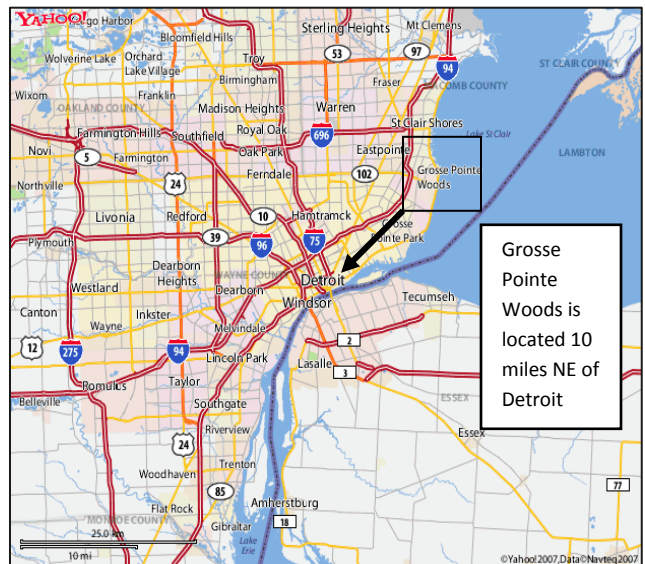 YAHOO!
Sterling Heights
Mt Clemens
Bloomfield Hills
53
97
ST CLAIR COUNTY
Wolverine Lake
Orchard
Lake Village
Troy
94
Birmingham
Fraser
Wixom
Franklin
OAKLAND COUNTY
Madison Heights
Warren
Royal Oak
696
St Clair Shores
Farmington Hills
Southfield
Lake St Clair
Novi
5
Farmington
Oak Park
Eastpointe
LAMBTON
Northville
24
Ferndale
102
Grosse Pointe
Woods
Livonia
Redford
10
Hamtramck
Plymouth
39
96
75
Grosse
Pointe Park
Dearborn
Heights
WAYNE COUNTY
Detroit
Westland
Dearborn
Windsor
Tecumseh
Canton
Inkster
Wayne
Melvindale
2
12
275
94
Lincoln Park
Lasalle
3
Romulus
Taylor
Belleville
Southgate
ESSEX
Riverview
Essex
24
Trenton
Woodhaven
85
77
Flat Rock
Amherstburg
MONROE COUNTY
Gibraltar
18
25.0 km
Lake
Erie
10 mi
Grosse
Pointe
Woods is
located 10
miles NE of
Detroit
©Yahoo!2007,Data©Navteq2007